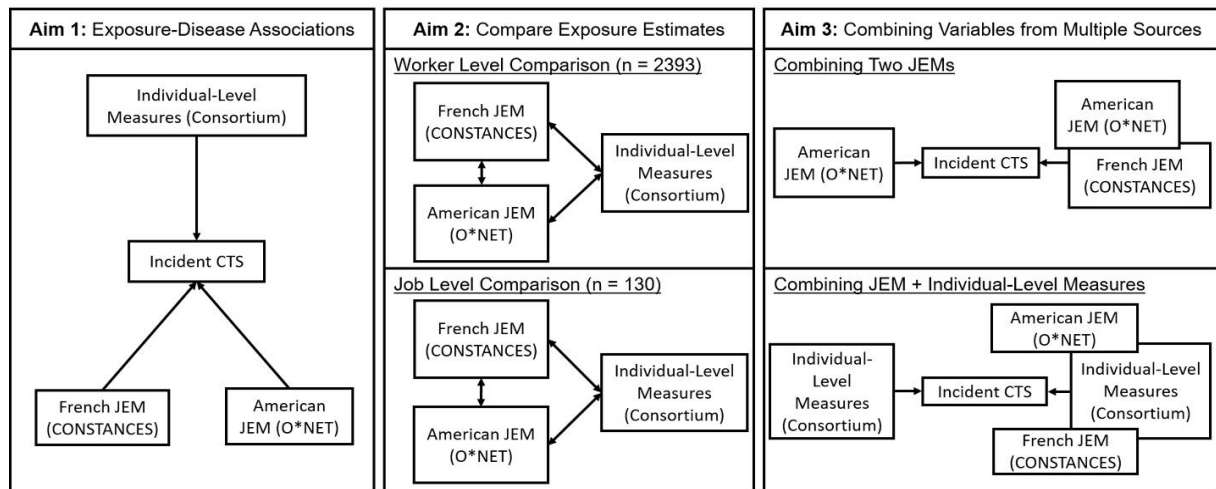 Aim 1: Exposure-Disease Associations
Individual-Level
Measures (Consortium)
Incident CTS
French JEM
(CONSTANCES)
American
JEM (O*NET)
Aim 2: Compare Exposure Estimates
Worker Level Comparison (n = 2393)
French JEM
(CONSTANCES)
Individual-Level
Measures
(Consortium)
American JEM
(O*NET)
Job Level Comparison (n = 130)
French JEM
(CONSTANCES)
Individual-Level
Measures
(Consortium)
American JEM
(O*NET)
Aim 3: Combining Variables from Multiple Sources
Combining Two JEMs
American
JEM (O*NET)
Incident CTS
American
JEM (O*NET)
French JEM
(CONSTANCES)
Combining JEM + Individual-Level Measures
Individual-
Level
Measures
(Consortium)
Incident CTS
American JEM
(O*NET)
Individual-Level
Measures
(Consortium)
French JEM
(CONSTANCES)